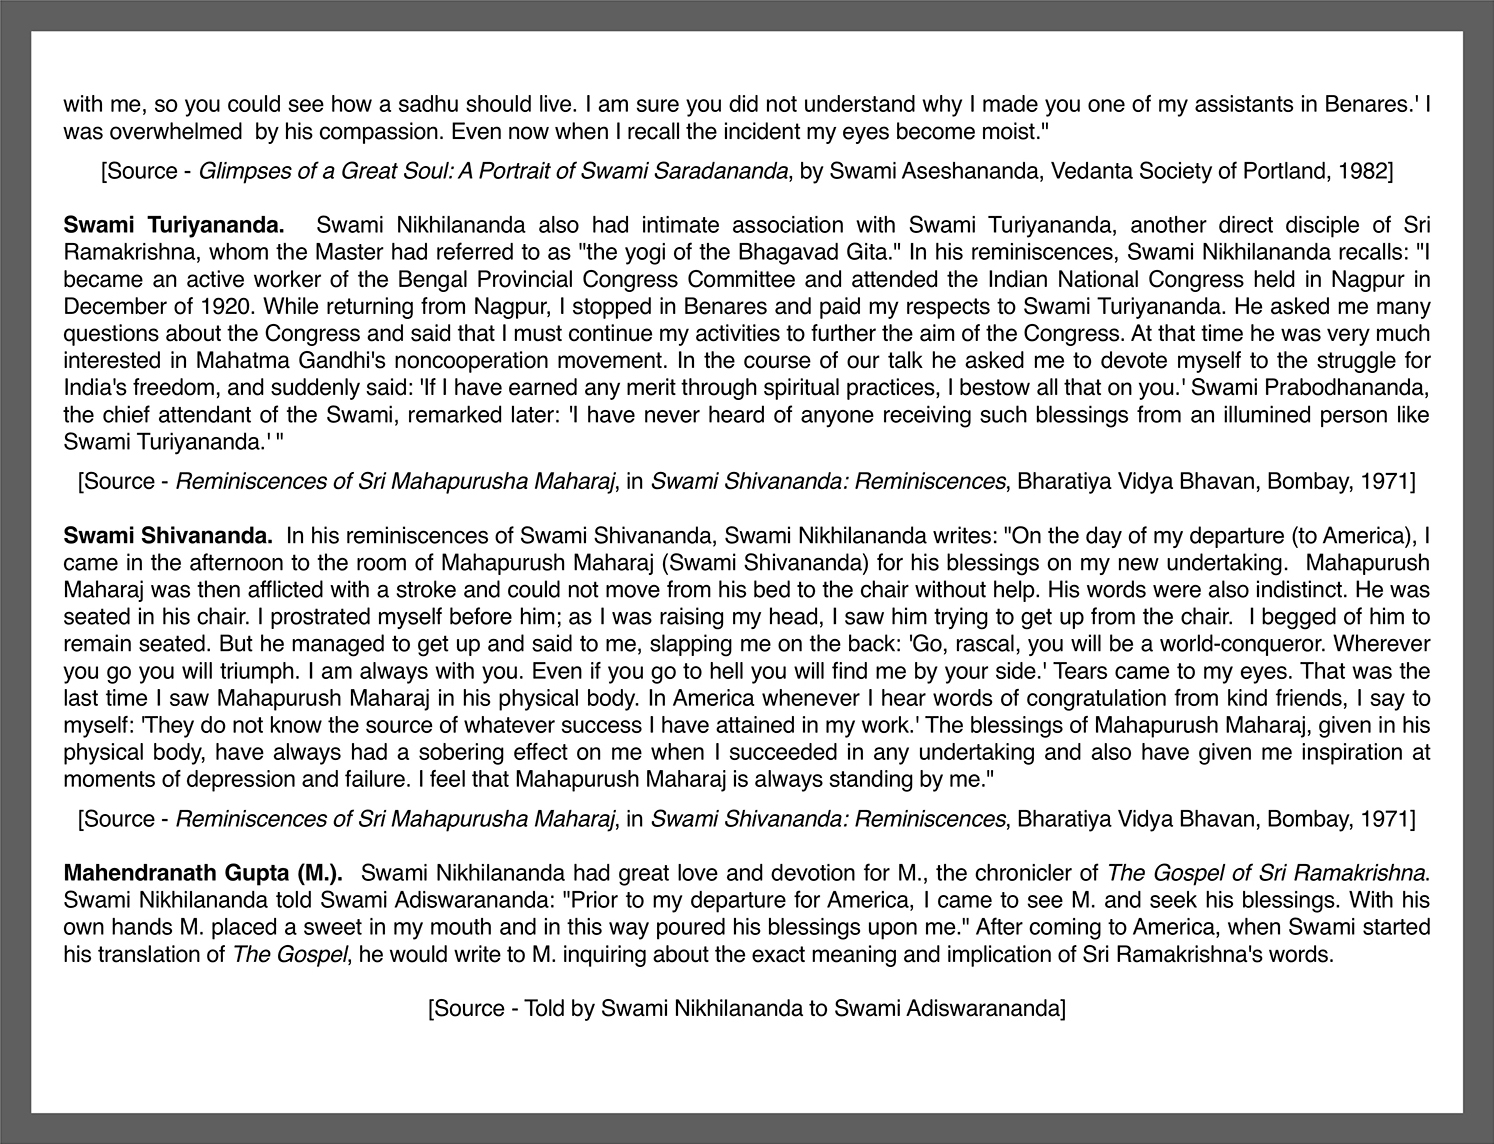 with me, so you could see how a sadhu should live. I am sure you did not understand why I made you one of my assistants in Benares.' I
was overwhelmed  by his compassion. Even now when I recall the incident my eyes become moist."
[Source - Glimpses of a Great Soul: A Portrait of Swami Saradananda, by Swami Aseshananda, Vedanta Society of Portland, 1982]
Swami Turiyananda.  Swami Nikhilananda also had intimate association with Swami Turiyananda, another direct disciple of Sri
Ramakrishna, whom the Master had referred to as "the yogi of the Bhagavad Gita." In his reminiscences, Swami Nikhilananda recalls: "I
became an active worker of the Bengal Provincial Congress Committee and attended the Indian National Congress held in Nagpur in
December of 1920. While returning from Nagpur, I stopped in Benares and paid my respects to Swami Turiyananda. He asked me many
questions about the Congress and said that I must continue my activities to further the aim of the Congress. At that time he was very much
interested in Mahatma Gandhi's noncooperation movement. In the course of our talk he asked me to devote myself to the struggle for
India's freedom, and suddenly said: 'If I have earned any merit through spiritual practices, I bestow all that on you.' Swami Prabodhananda,
the chief attendant of the Swami, remarked later: 'I have never heard of anyone receiving such blessings from an illumined person like
Swami Turiyananda.' "
[Source - Reminiscences of Sri Mahapurusha Maharaj, in Swami Shivananda: Reminiscences, Bharatiya Vidya Bhavan, Bombay, 1971]
Swami Shivananda.  In his reminiscences of Swami Shivananda, Swami Nikhilananda writes: "On the day of my departure (to America), I
came in the afternoon to the room of Mahapurush Maharaj (Swami Shivananda) for his blessings on my new undertaking.  Mahapurush
Maharaj was then afflicted with a stroke and could not move from his bed to the chair without help. His words were also indistinct. He was
seated in his chair. I prostrated myself before him; as I was raising my head, I saw him trying to get up from the chair.  I begged of him to
remain seated. But he managed to get up and said to me, slapping me on the back: 'Go, rascal, you will be a world-conqueror. Wherever
you go you will triumph. I am always with you. Even if you go to hell you will find me by your side.' Tears came to my eyes. That was the
last time I saw Mahapurush Maharaj in his physical body. In America whenever I hear words of congratulation from kind friends, I say to
myself: 'They do not know the source of whatever success I have attained in my work.' The blessings of Mahapurush Maharaj, given in his
physical body, have always had a sobering effect on me when I succeeded in any undertaking and also have given me inspiration at
moments of depression and failure. I feel that Mahapurush Maharaj is always standing by me."
[Source - Reminiscences of Sri Mahapurusha Maharaj, in Swami Shivananda: Reminiscences, Bharatiya Vidya Bhavan, Bombay, 1971]
Mahendranath Gupta (M.).  Swami Nikhilananda had great love and devotion for M., the chronicler of The Gospel of Sri Ramakrishna.
Swami Nikhilananda told Swami Adiswarananda: "Prior to my departure for America, I came to see M. and seek his blessings. With his
own hands M. placed a sweet in my mouth and in this way poured his blessings upon me." After coming to America, when Swami started
his translation of The Gospel, he would write to M. inquiring about the exact meaning and implication of Sri Ramakrishna's words.
[Source - Told by Swami Nikhilananda to Swami Adiswarananda]